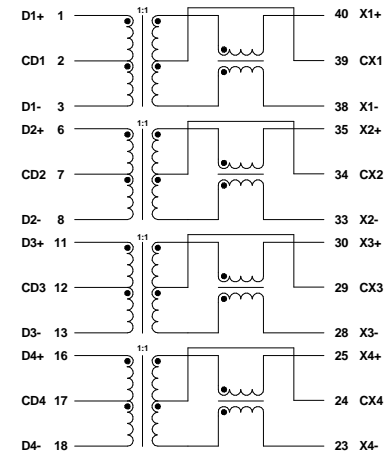 1:1
D1+ 1 40 X1+
CD1 2 39 CX1
D1- 3 38 X1-
D2+ 6 1:1 35 X2+
CD2 7 34 CX2
D2- 8 33 X2-
D3+ 11 1:1 30 X3+
CD3 12 29 CX3
D3- 13 28 X3-
D4+ 16 1:1 25 X4+
CD4 17 24 CX4
D4- 18 23 X4-